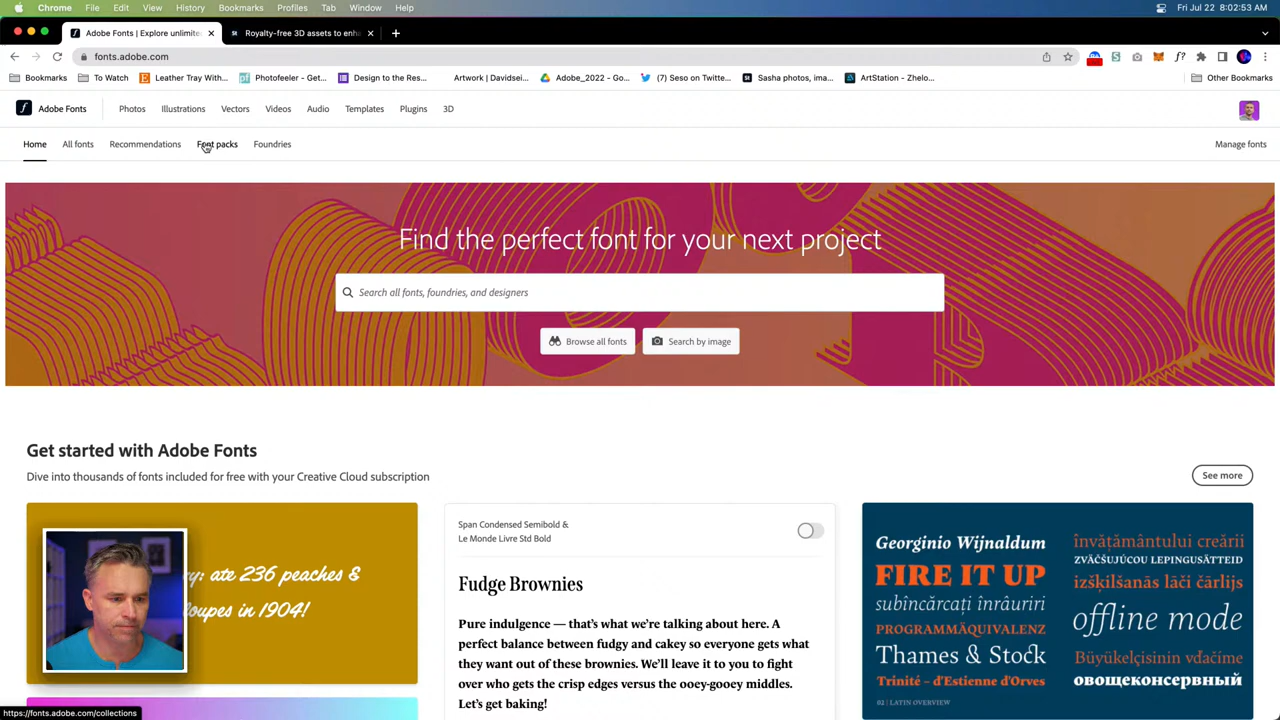 Chrome File Edit View History Bookmarks Profiles Tab Window Help Fri Jul 22 8:02:53 AM
Adobe Fonts | Explore unlimite Royalty-free 3D assets to enh
fonts.adobe.com
Bookmarks To Watch Leather Tray With... Photofeeler - Get... Design to the Res... Artwork | Davidsei... Adobe_2022 - Go... (7) Seso on Twitte... Sasha photos, ima... ArtStation - Zhelo... Other Bookmarks
Adobe Fonts Photos Illustrations Vectors Videos Audio Templates Plugins 3D
Home All fonts Recommendations Font packs Foundries Manage fonts
Find the perfect font for your next project
Search all fonts, foundries, and designers
Browse all fonts Search by image
Get started with Adobe Fonts
Dive into thousands of fonts included for free with your Creative Cloud subscription
See more
ate 236 peaches &
in 1904!
Span Condensed Semibold &
Le Monde Livre Std Bold
Fudge Brownies
Pure indulgence — that's what we're talking about here. A
perfect balance between fudgy and cakey so everyone gets what
they want out of these brownies. We'll leave it to you to fight
over who gets the crisp edges versus the ooey-gooey middles.
Let's get baking!
Georginio Wijnaldum
FIRE IT UP
subîncărcați înrâuriri
PROGRAMMÄQUIVALENZ
Thames & Stock
Trinité – d'Estienne d'Orves
02 | LATIN OVERVIEW
învățământului creării
ZVÄČŠUJÚCOU LEPINGUSÄTTEID
izšķilšanās lāči čārlijs
offline mode
Büyükelçisinin vďačíme
овощеконсервный
https://fonts.adobe.com/collections